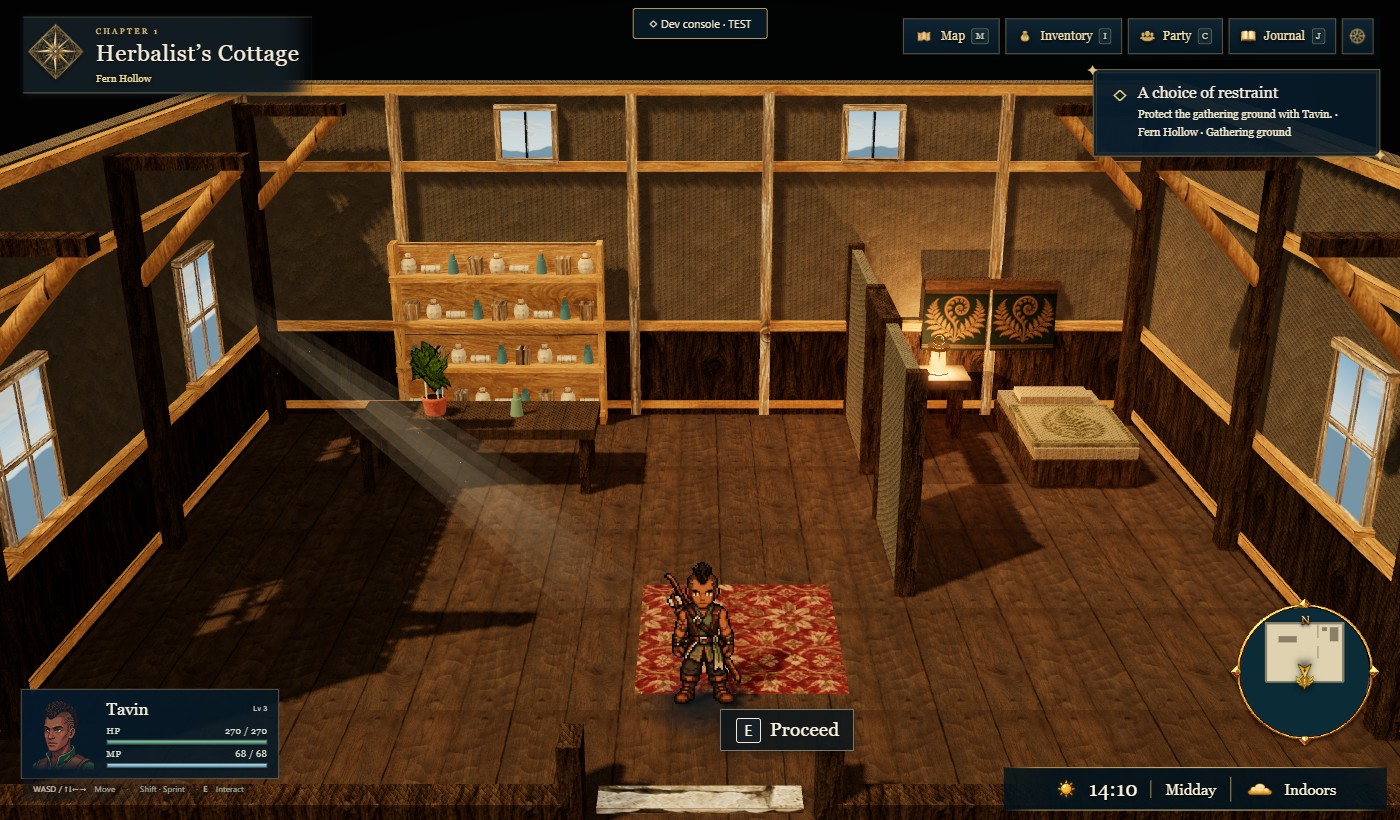 CHAPTER 1
Herbalist's Cottage
Fern Hollow
◇ Dev console · TEST
Map M
Inventory I
Party C
Journal J
A choice of restraint
Protect the gathering ground with Tavin. ·
Fern Hollow · Gathering ground
N
E Proceed
Tavin Lv 3
HP 270 / 270
MP 68 / 68
WASD / ↑↓←→ Move Shift · Sprint E Interact
14:10 Midday Indoors